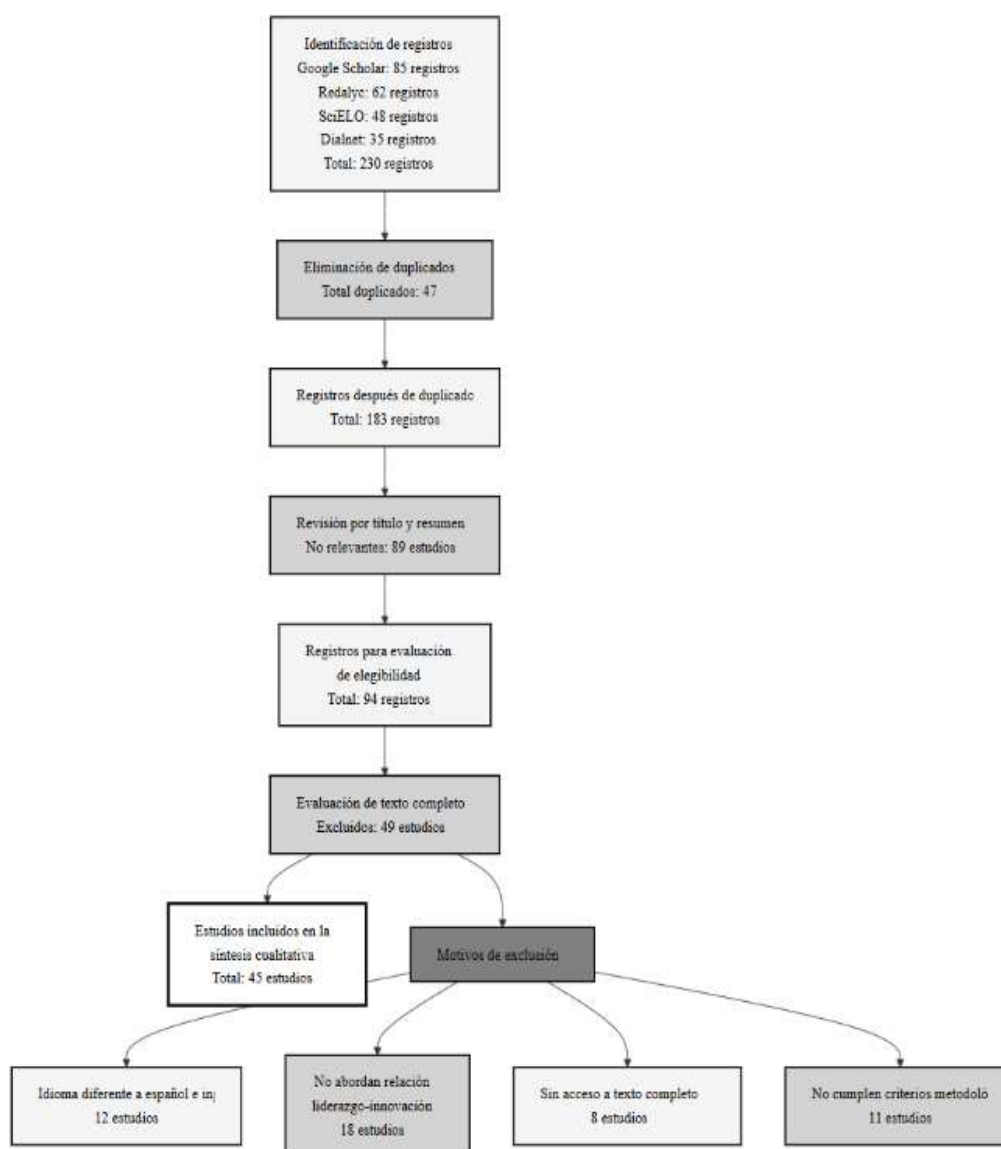 Identificación de registros
Google Scholar: 85 registros
Redalyc: 62 registros
SciELO: 48 registros
Dialnet: 35 registros
Total: 230 registros
Eliminación de duplicados
Total duplicados: 47
Registros después de duplicado
Total: 183 registros
Revisión por título y resumen
No relevantes: 89 estudios
Registros para evaluación
de elegibilidad
Total: 94 registros
Evaluación de texto completo
Excluidos: 49 estudios
Estudios incluidos en la
síntesis cualitativa
Total: 45 estudios
Motivos de exclusión
Idioma diferente a español e in
12 estudios
No abordan relación
liderazgo-innovación
18 estudios
Sin acceso a texto completo
8 estudios
No cumplen criterios metodoló
11 estudios